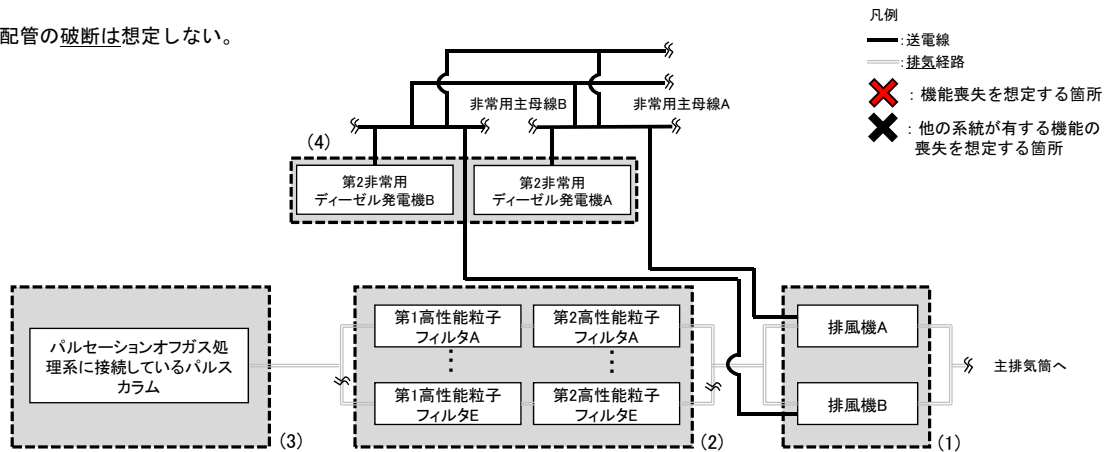 配管の破断は想定しない。
凡例
:送電線
:排気経路
:機能喪失を想定する箇所
:他の系統が有する機能の
喪失を想定する箇所
非常用主母線B
非常用主母線A
(4)
第2非常用
ディーゼル発電機B
第2非常用
ディーゼル発電機A
パルセーションオフガス処
理系に接続しているパルス
カラム
(3)
第1高性能粒子
フィルタA
第2高性能粒子
フィルタA
⋮
⋮
第1高性能粒子
フィルタE
第2高性能粒子
フィルタE
(2)
排風機A
排風機B
(1)
主排気筒へ